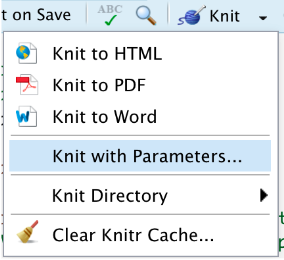 t on Save ABC Knit
Knit to HTML
Knit to PDF
Knit to Word
Knit with Parameters...
Knit Directory
Clear Knitr Cache...